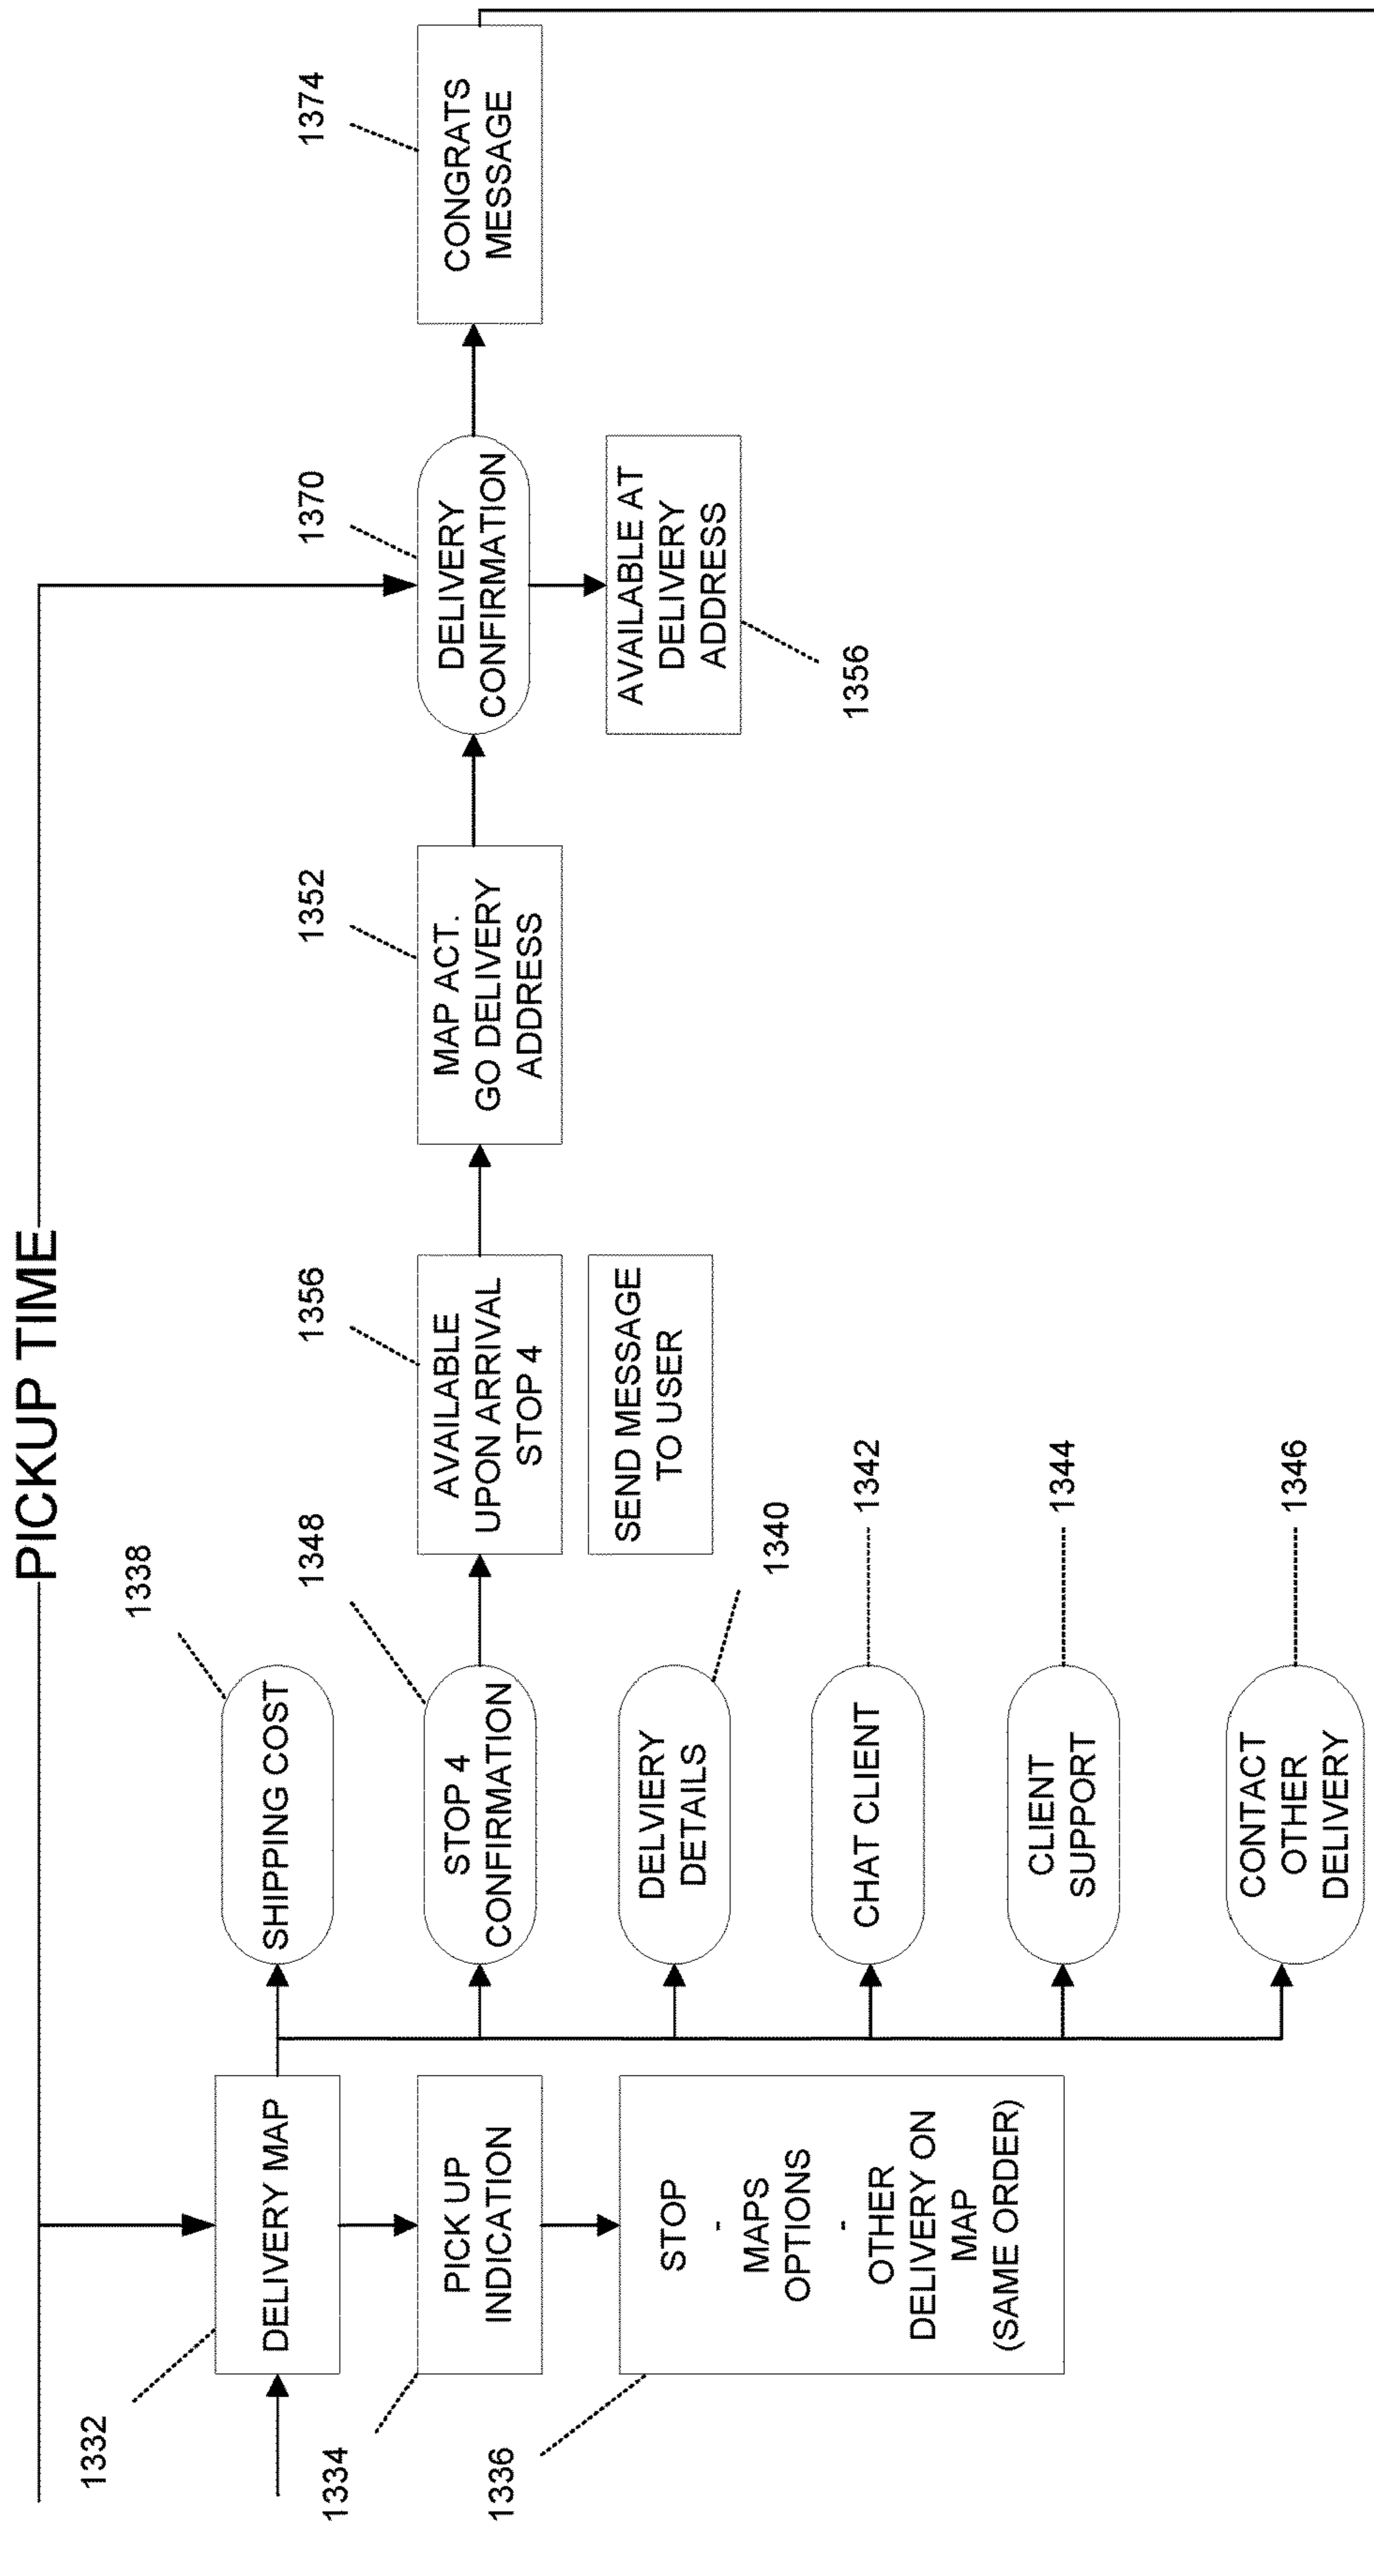 PICKUP TIME
1332
DELIVERY MAP
1334
PICK UP
INDICATION
1336
STOP
-
MAPS
OPTIONS
-
OTHER
DELIVERY ON
MAP
(SAME ORDER)
1338
SHIPPING COST
1348
STOP 4
CONFIRMATION
DELVIERY
DETAILS
1340
CHAT CLIENT
1342
CLIENT
SUPPORT
1344
CONTACT
OTHER
DELIVERY
1346
1356
AVAILABLE
UPON ARRIVAL
STOP 4
SEND MESSAGE
TO USER
1352
MAP ACT.
GO DELIVERY
ADDRESS
1370
DELIVERY
CONFIRMATION
AVAILABLE AT
DELIVERY
ADDRESS
1356
1374
CONGRATS
MESSAGE